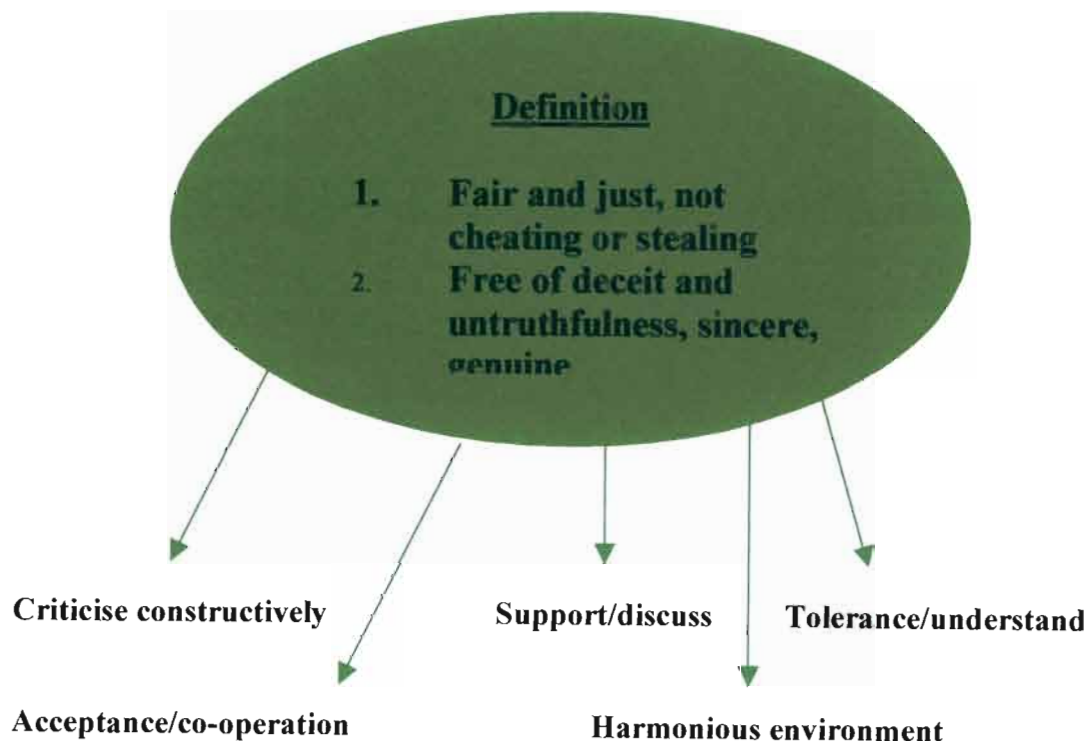 Definition
1. Fair and just, not
cheating or stealing
2. Free of deceit and
untruthfulness, sincere,
genuine
Criticise constructively
Support/discuss
Tolerance/understand
Acceptance/co-operation
Harmonious environment